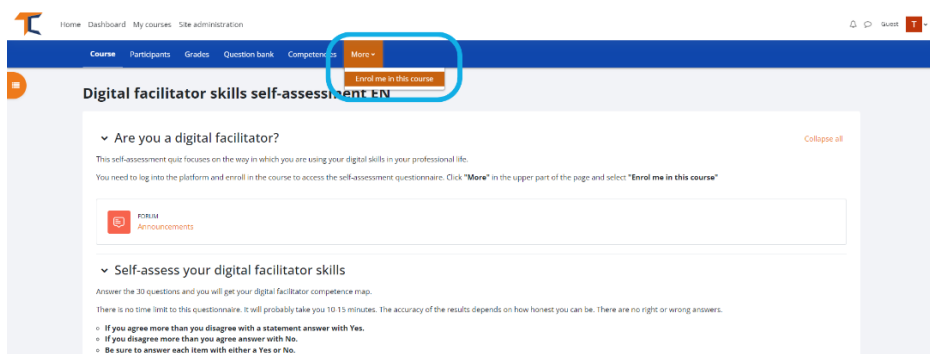 Home Dashboard My courses Site administration
Guest T
Course Participants Grades Question bank Competencies More
Enrol me in this course
Digital facilitator skills self-assessment EN
Are you a digital facilitator?
Collapse all
This self-assessment quiz focuses on the way in which you are using your digital skills in your professional life.
You need to log into the platform and enroll in the course to access the self-assessment questionnaire. Click "More" in the upper part of the page and select "Enrol me in this course"
FORUM
Announcements
Self-assess your digital facilitator skills
Answer the 30 questions and you will get your digital facilitator competence map.
There is no time limit to this questionnaire. It will probably take you 10-15 minutes. The accuracy of the results depends on how honest you can be. There are no right or wrong answers.
If you agree more than you disagree with a statement answer with Yes.
If you disagree more than you agree answer with No.
Be sure to answer each item with either a Yes or No.